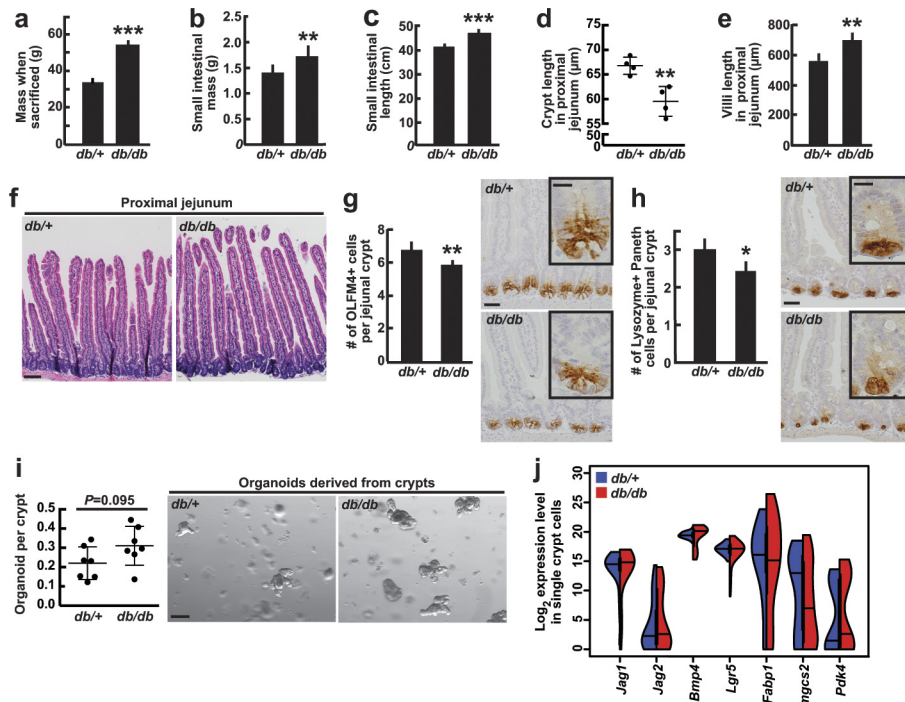 a
Mass when
sacrificed (g)
60
40
20
0
***
db/+ db/db
b
Small intestinal
mass (g)
2.5
2.0
1.5
1.0
0.5
0
**
db/+ db/db
c
Small intestinal
length (cm)
50
40
30
20
10
0
***
db/+ db/db
d
Crypt length
in proximal
jejunum (μm)
75
70
65
60
55
50
0
**
db/+ db/db
e
Villi length
in proximal
jejunum (μm)
800
600
400
200
0
**
db/+ db/db
f
Proximal jejunum
db/+
db/db
g
# of OLFM4+ cells
per jejunal crypt
8
6
4
2
0
**
db/+ db/db
db/+
db/db
h
# of Lysozyme+ Paneth
cells per jejunal crypt
3
2
1
0
*
db/+ db/db
db/+
db/db
i
Organoid per crypt
0.5
0.4
0.3
0.2
0.1
0.0
P=0.095
db/+ db/db
Organoids derived from crypts
db/+
db/db
j
Log2 expression level
in single crypt cells
30
20
15
10
5
0
db/+
db/db
Jag1
Jag2
Bmp4
Lgr5
Fabp1
mgcs2
Pdk4